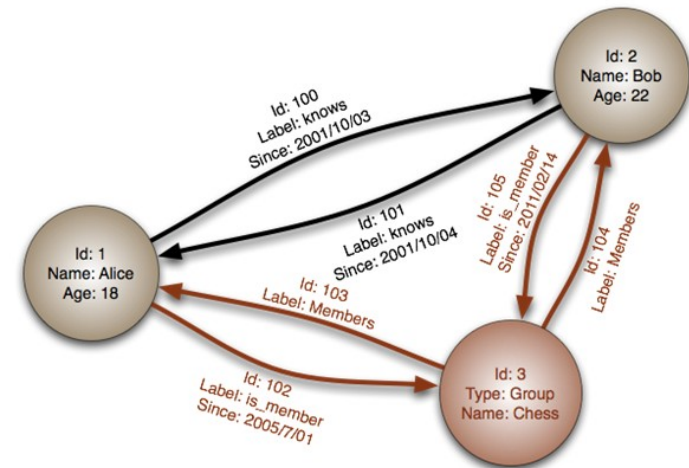 Id: 2
Name: Bob
Age: 22
Id: 100
Label: knows
Since: 2001/10/03
Id: 101
Label: knows
Since: 2001/10/04
Id: 105
Label: is_member
Since: 2011/02/14
Id: 104
Label: Members
Id: 1
Name: Alice
Age: 18
Id: 103
Label: Members
Id: 102
Label: is_member
Since: 2005/7/01
Id: 3
Type: Group
Name: Chess